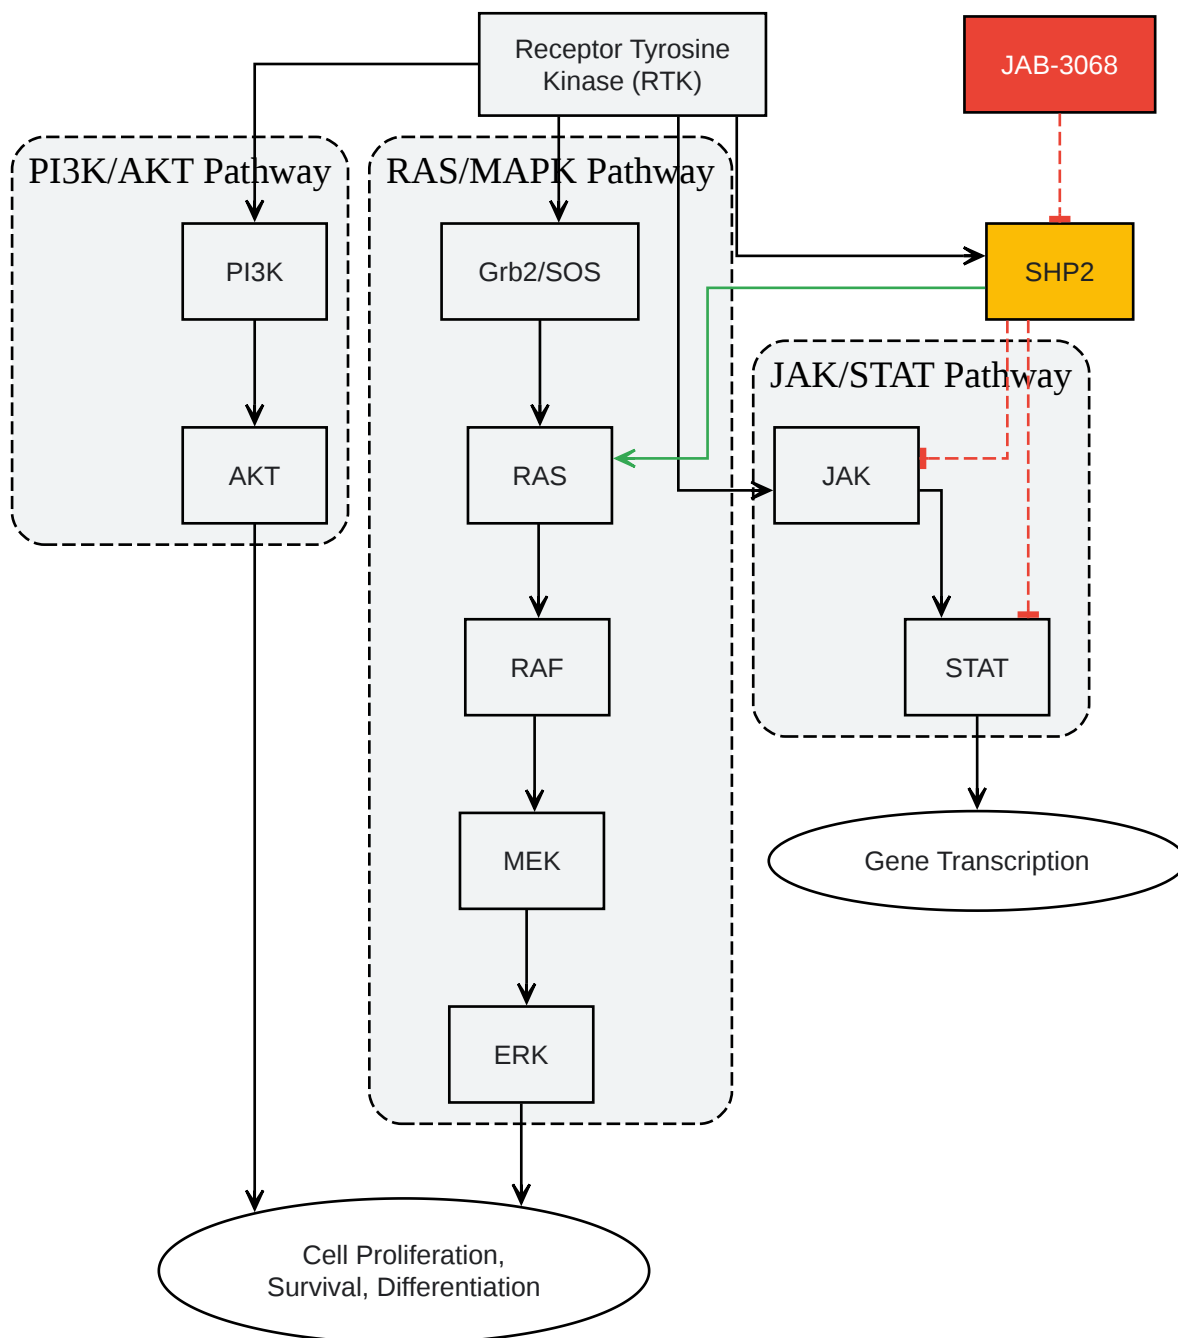 Receptor Tyrosine
Kinase (RTK)
JAB-3068
PI3K/AKT Pathway
RAS/MAPK Pathway
PI3K
Grb2/SOS
SHP2
JAK/STAT Pathway
AKT
RAS
JAK
RAF
STAT
MEK
Gene Transcription
ERK
Cell Proliferation,
Survival, Differentiation